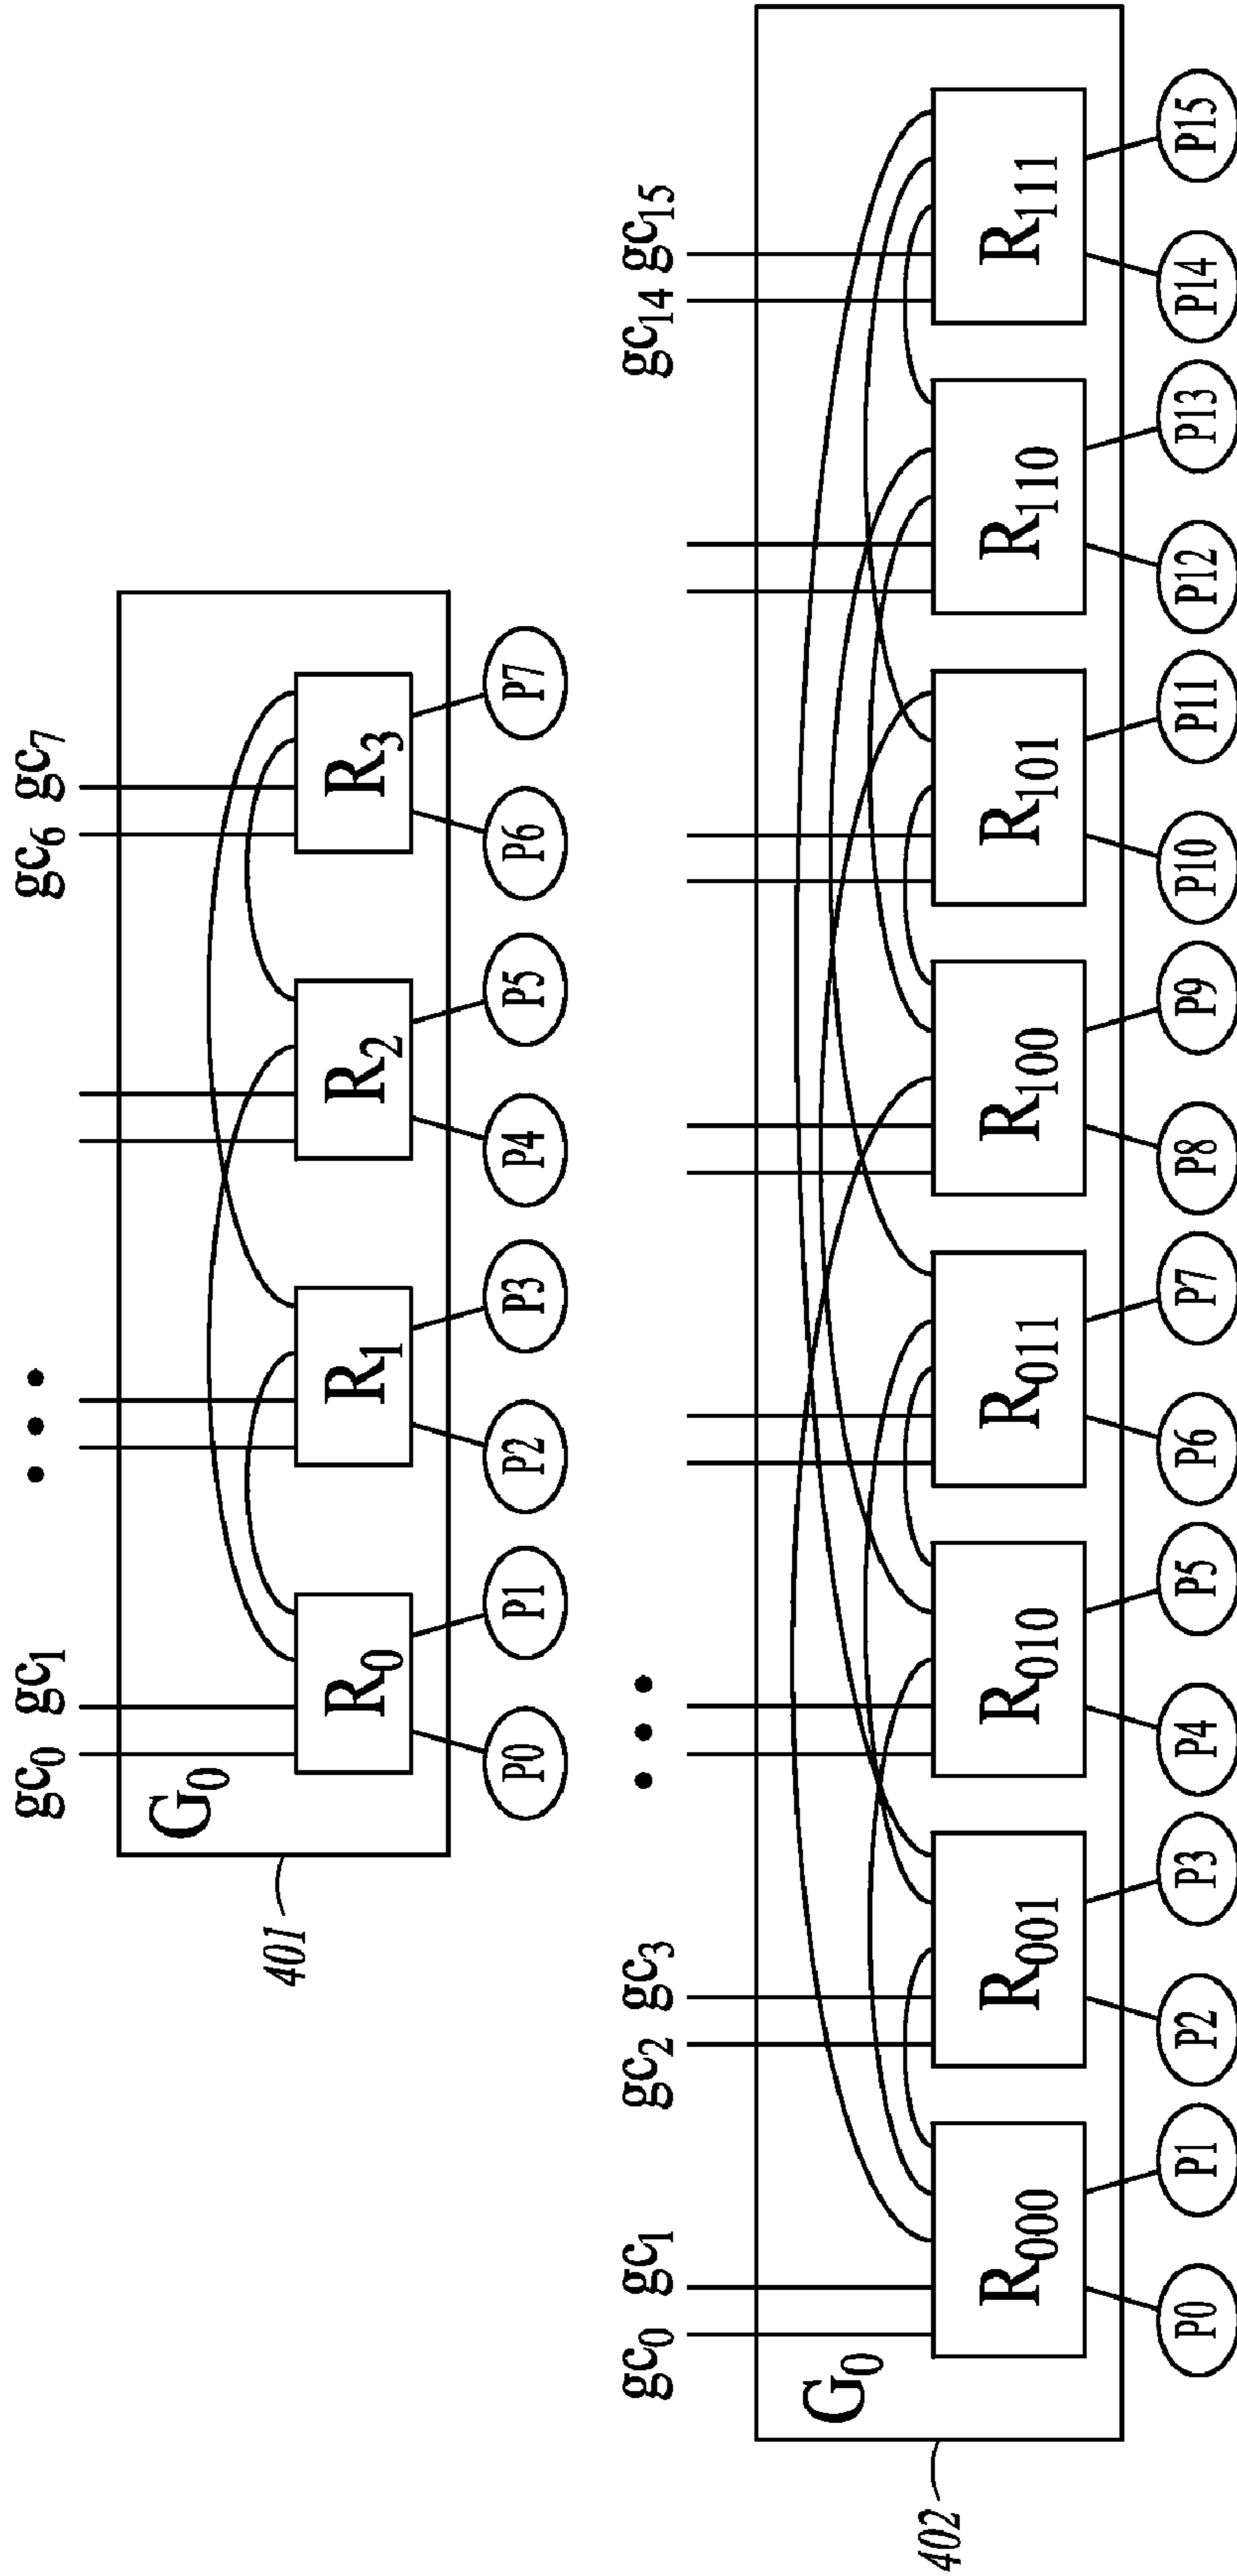 gc0 gc1 • • • gc6 gc7
G0
R0 R1 R2 R3
P0 P1 P2 P3 P4 P5 P6 P7
401
gc0 gc1 gc2 gc3 • • • gc14 gc15
G0
R000 R001 R010 R011 R100 R101 R110 R111
P0 P1 P2 P3 P4 P5 P6 P7 P8 P9 P10 P11 P12 P13 P14 P15
402